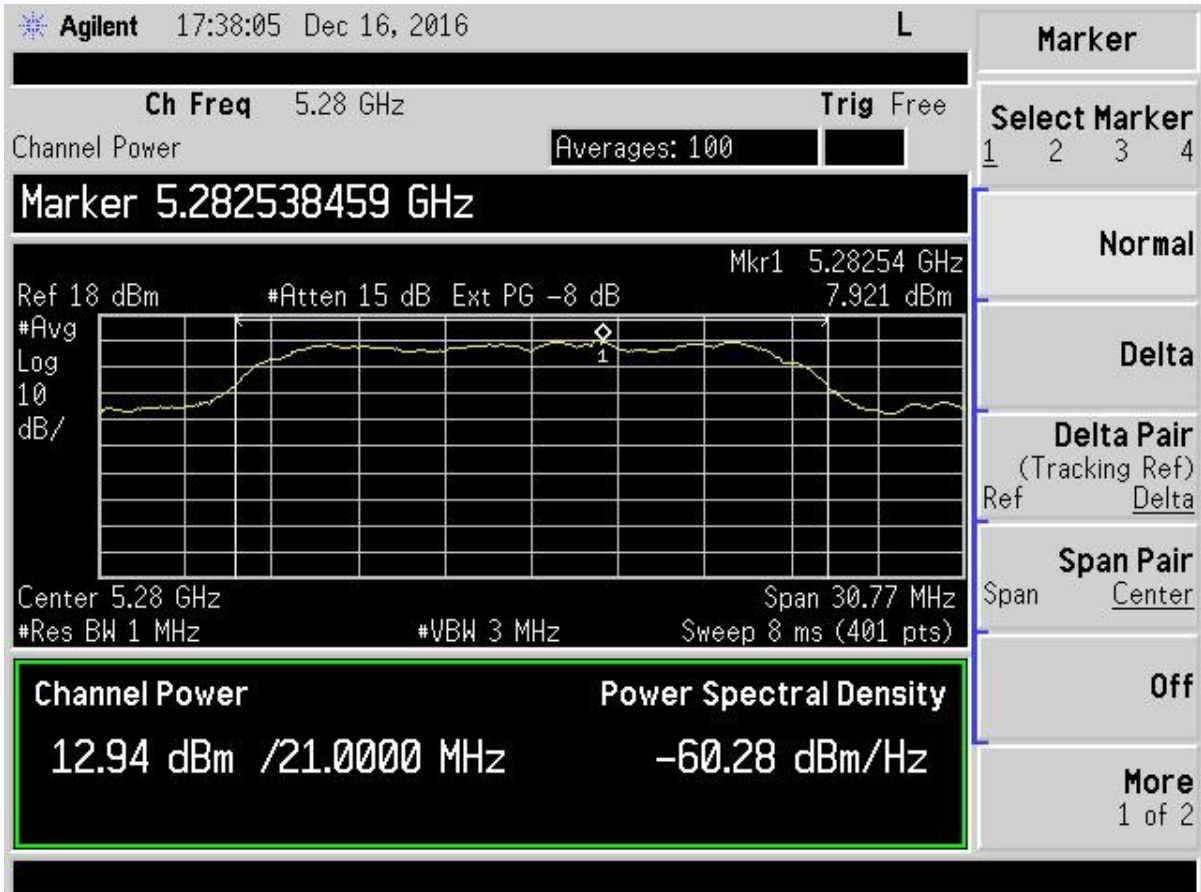 Agilent 17:38:05 Dec 16, 2016 L
Ch Freq 5.28 GHz Trig Free
Channel Power Averages: 100
Marker 5.282538459 GHz
Mkr1 5.28254 GHz
Ref 18 dBm #Atten 15 dB Ext PG -8 dB 7.921 dBm
#Avg
Log
10
dB/
1
Center 5.28 GHz Span 30.77 MHz
#Res BW 1 MHz #VBW 3 MHz Sweep 8 ms (401 pts)
Channel Power Power Spectral Density
12.94 dBm /21.0000 MHz -60.28 dBm/Hz
Marker
Select Marker
1 2 3 4
Normal
Delta
Delta Pair
(Tracking Ref)
Ref Delta
Span Pair
Span Center
Off
More
1 of 2